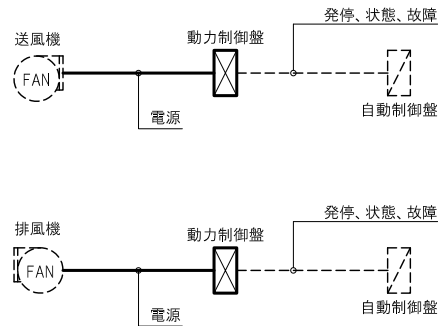 発停、状態、故障
送風機
動力制御盤
FAN
自動制御盤
電源
発停、状態、故障
排風機
動力制御盤
FAN
自動制御盤
電源